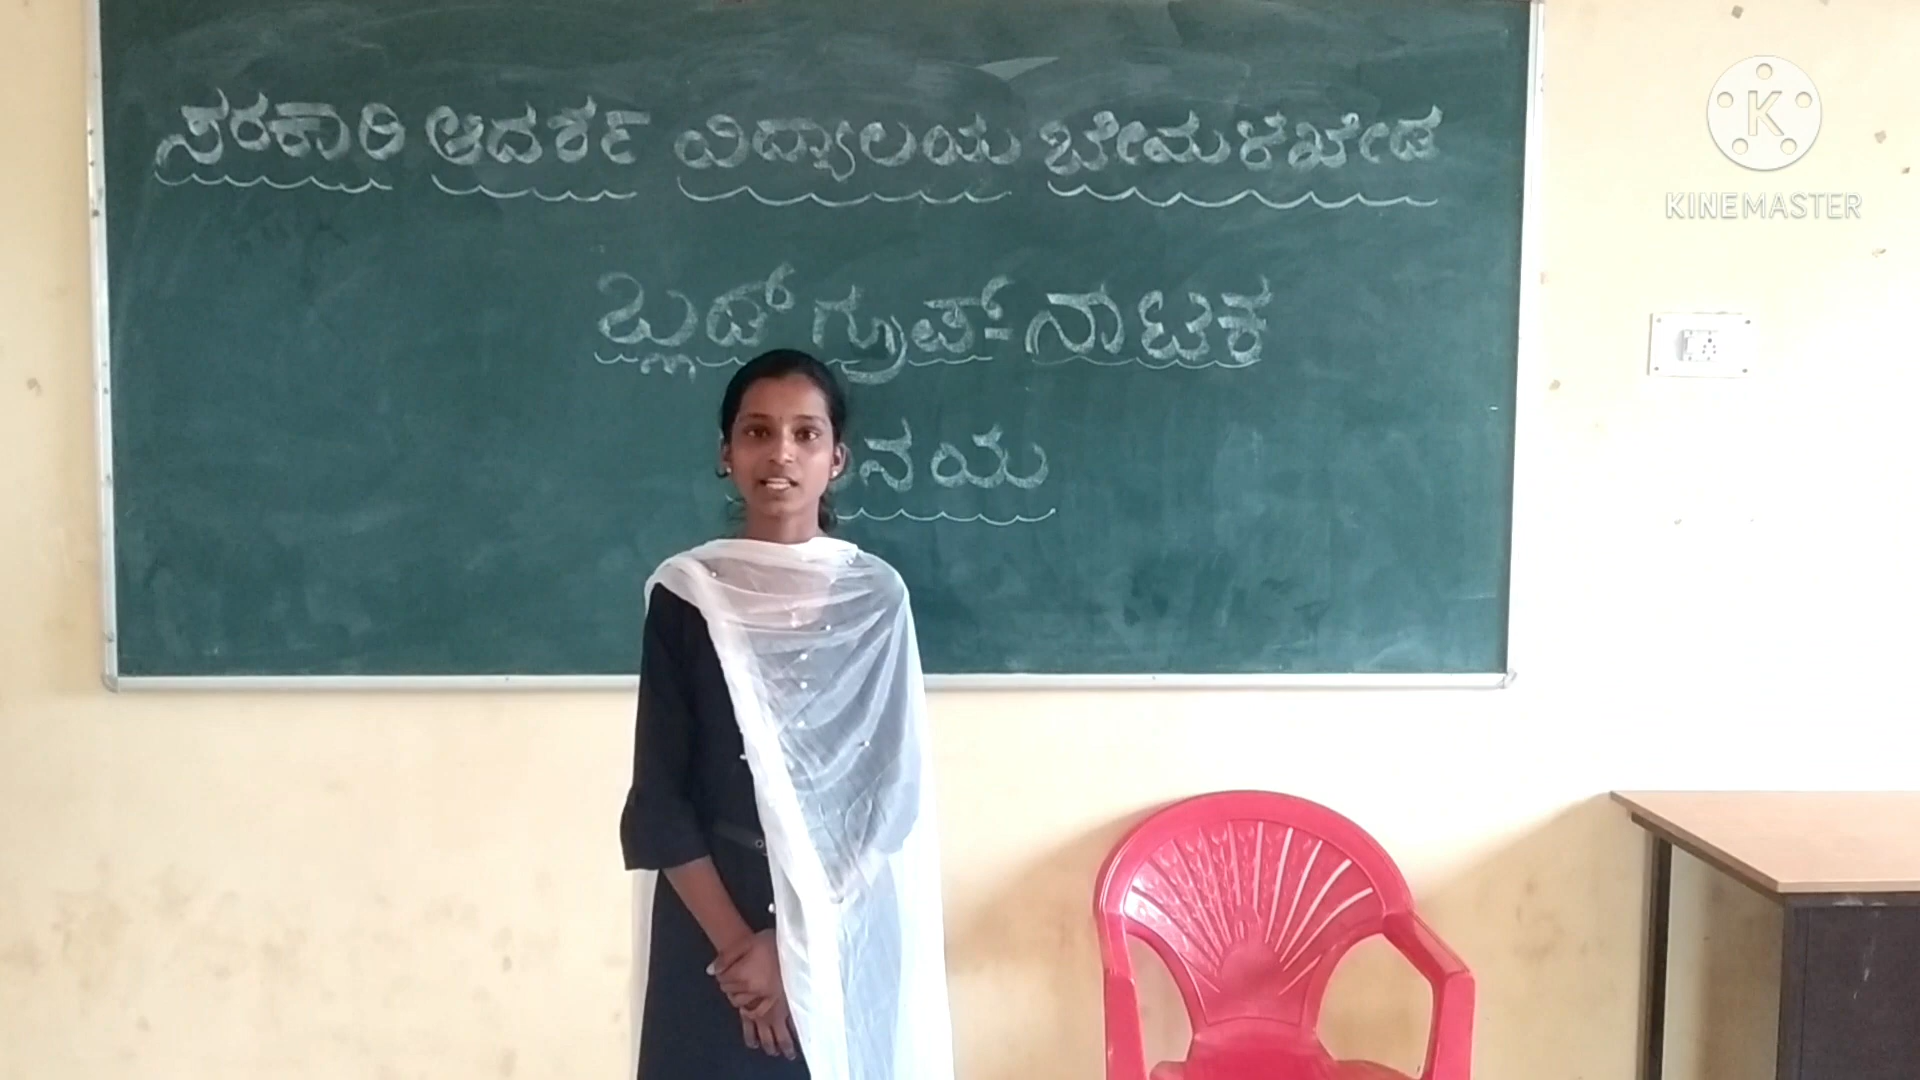 ಸರಕಾರಿ ಆದರ್ಶ ವಿದ್ಯಾಲಯ ಬೇಮಳಖೇಡ
ಬ್ಲಡ್ ಗ್ರೂಪ್-ನಾಟಕ
KINEMASTER